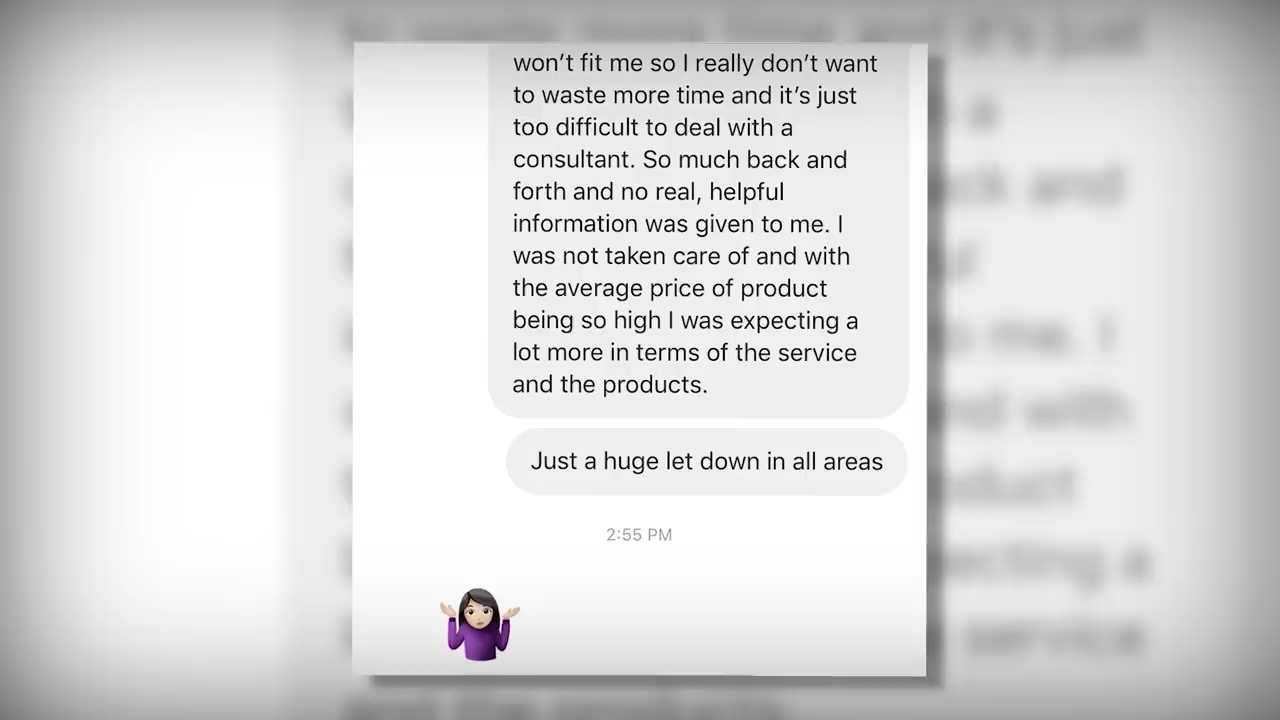 won’t fit me so I really don’t want
to waste more time and it’s just
too difficult to deal with a
consultant. So much back and
forth and no real, helpful
information was given to me. I
was not taken care of and with
the average price of product
being so high I was expecting a
lot more in terms of the service
and the products.
Just a huge let down in all areas
2:55 PM